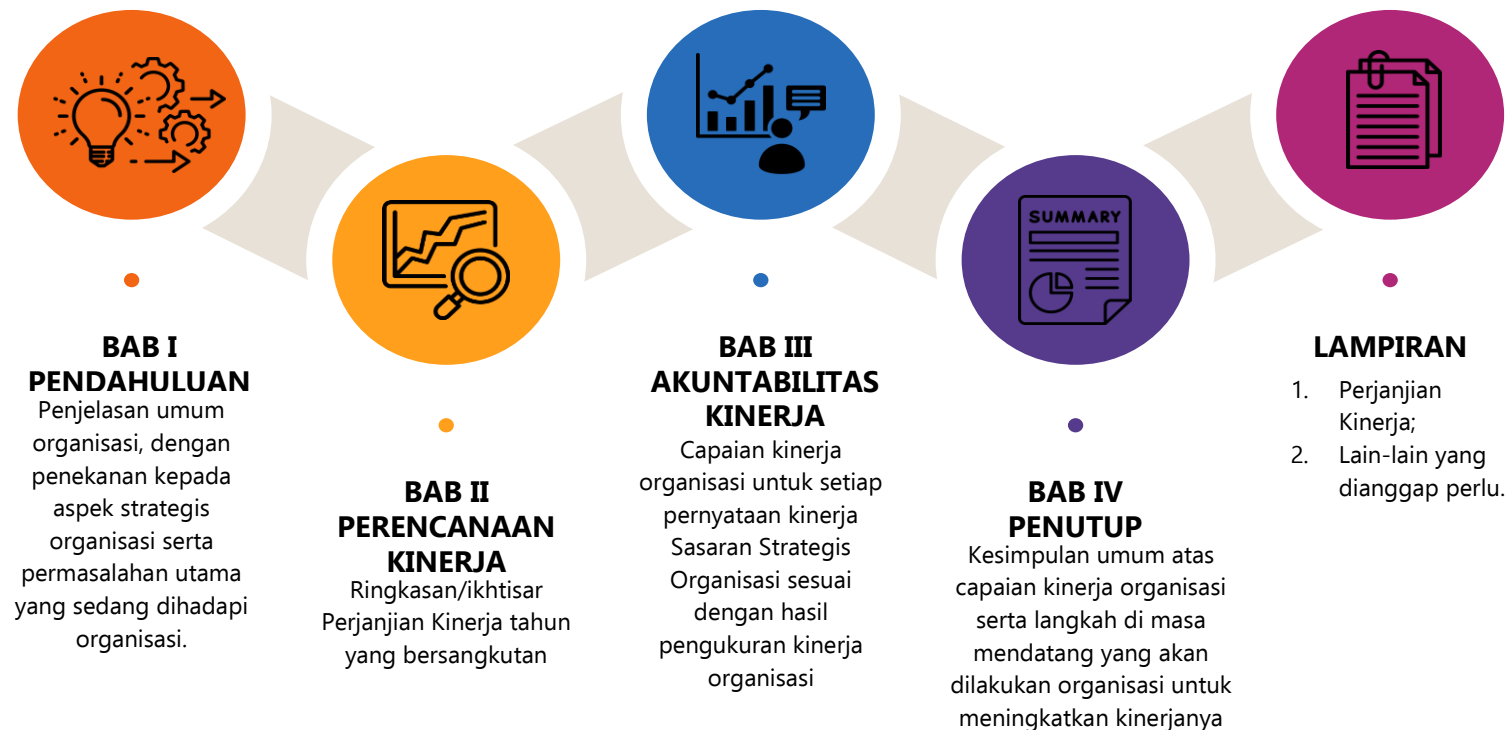 BAB I
PENDAHULUAN
Penjelasan umum
organisasi, dengan
penekanan kepada
aspek strategis
organisasi serta
permasalahan utama
yang sedang dihadapi
organisasi.
BAB II
PERENCANAAN
KINERJA
Ringkasan/ikhtisar
Perjanjian Kinerja tahun
yang bersangkutan
BAB III
AKUNTABILITAS
KINERJA
Capaian kinerja
organisasi untuk setiap
pernyataan kinerja
Sasaran Strategis
Organisasi sesuai
dengan hasil
pengukuran kinerja
organisasi
SUMMARY
BAB IV
PENUTUP
Kesimpulan umum atas
capaian kinerja organisasi
serta langkah di masa
mendatang yang akan
dilakukan organisasi untuk
meningkatkan kinerjanya
LAMPIRAN
1. Perjanjian
Kinerja;
2. Lain-lain yang
dianggap perlu.